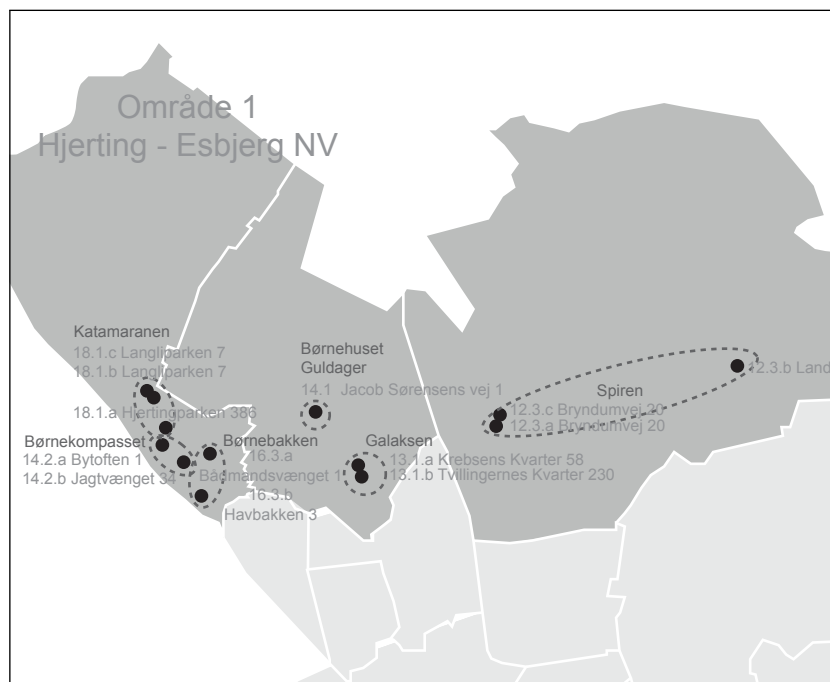 Område 1
Hjerting - Esbjerg NV
Katamaranen
18.1.c Langliparken 7
18.1.b Langliparken 7
18.1.a Hjertingparken 386
Børnekompasset
14.2.a Bytoften 1
14.2.b Jagtvænget 34
Børnebakken
16.3.a
Bådmandsvænget 1
16.3.b
Havbakken 3
Børnehuset
Guldager
14.1 Jacob Sørensens vej 1
Galaksen
13.1.a Krebsens Kvarter 58
13.1.b Tvillingernes Kvarter 230
Spiren
12.3.b Land
12.3.c Bryndumvej 20
12.3.a Bryndumvej 20